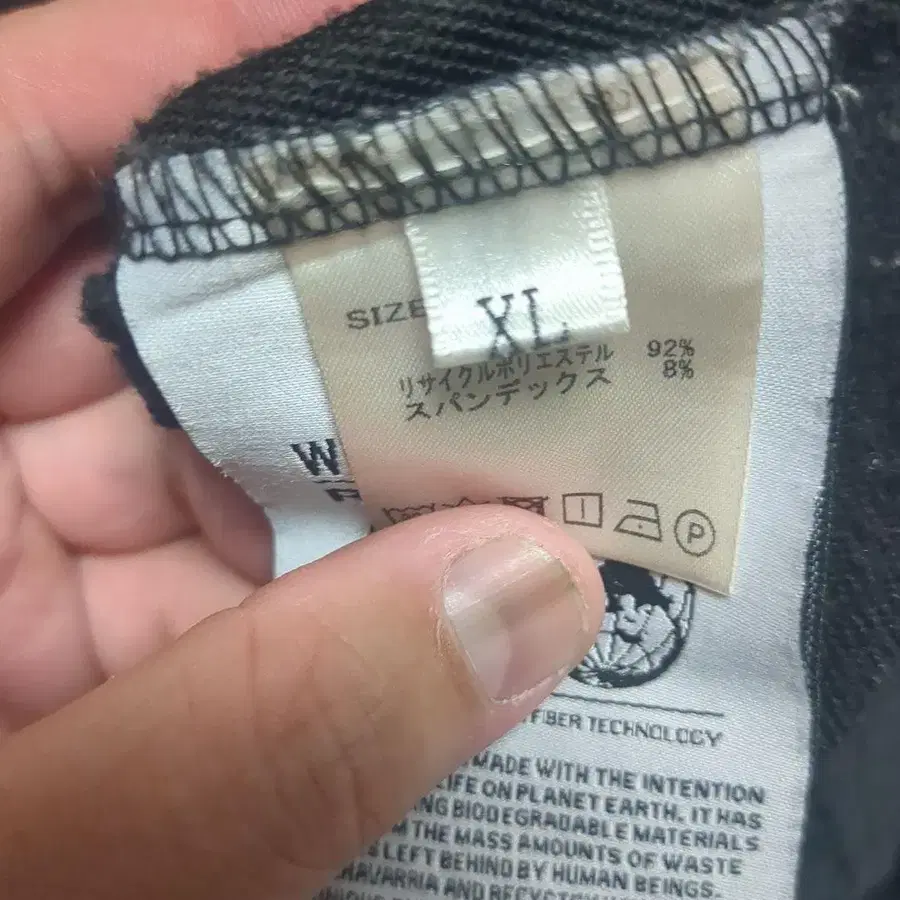 SIZE
XL
リサイクルポリエステル 92%
スパンデックス 8%
W
P
FIBER TECHNOLOGY
MADE WITH THE INTENTION
LIFE ON PLANET EARTH. IT HAS
BIODEGRADABLE MATERIALS
THE MASS AMOUNTS OF WASTE
LEFT BEHIND BY HUMAN BEINGS.
AND